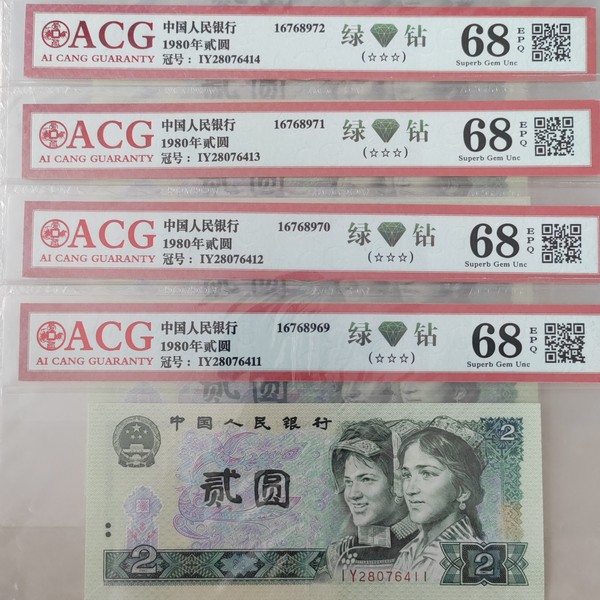 ACG
AI CANG GUARANTY
中国人民银行 16768972
1980年贰圆
冠号：IY28076414
绿 钻
(☆☆☆)
68 EPQ
Superb Gem Unc
ACG
AI CANG GUARANTY
中国人民银行 16768971
1980年贰圆
冠号：IY28076413
绿 钻
(☆☆☆)
68 EPQ
Superb Gem Unc
ACG
AI CANG GUARANTY
中国人民银行 16768970
1980年贰圆
冠号：IY28076412
绿 钻
(☆☆☆)
68 EPQ
Superb Gem Unc
ACG
AI CANG GUARANTY
中国人民银行 16768969
1980年贰圆
冠号：IY28076411
绿 钻
(☆☆☆)
68 EPQ
Superb Gem Unc
中国人民银行
贰圆
2
2
2
IY28076411